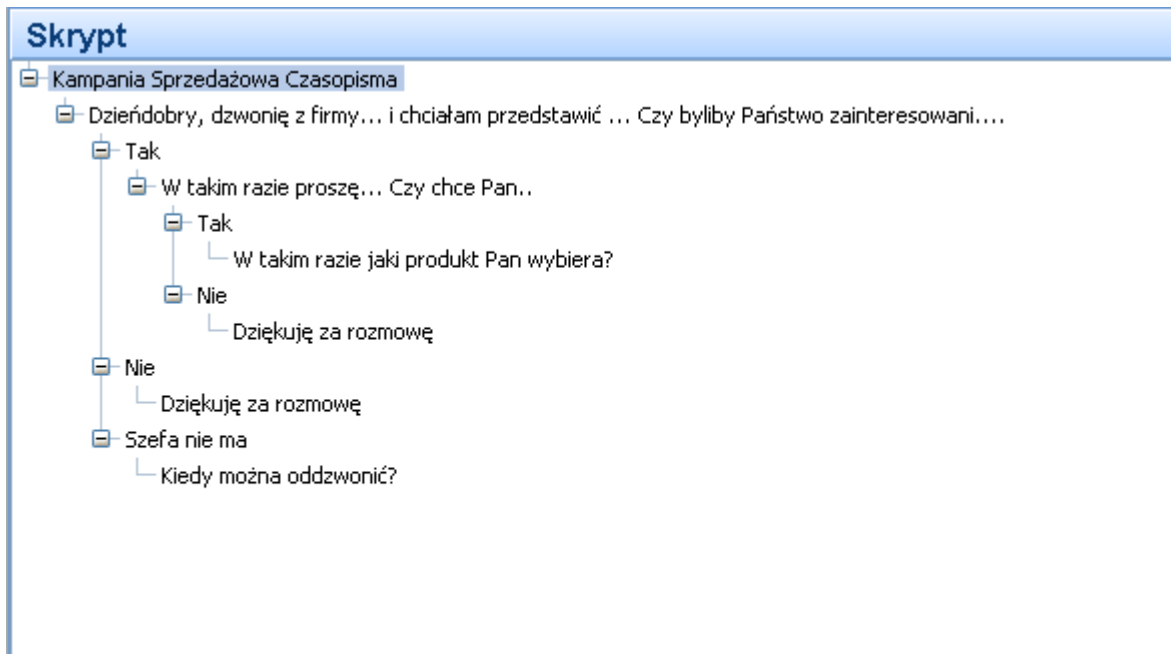 Skrypt
Kampania Sprzedażowa Czasopisma
Dzieńdobry, dzwonię z firmy... i chciałam przedstawić ... Czy byliby Państwo zainteresowani....
Tak
W takim razie proszę... Czy chce Pan..
Tak
W takim razie jaki produkt Pan wybiera?
Nie
Dziękuję za rozmowę
Nie
Dziękuję za rozmowę
Szefa nie ma
Kiedy można oddzwonić?